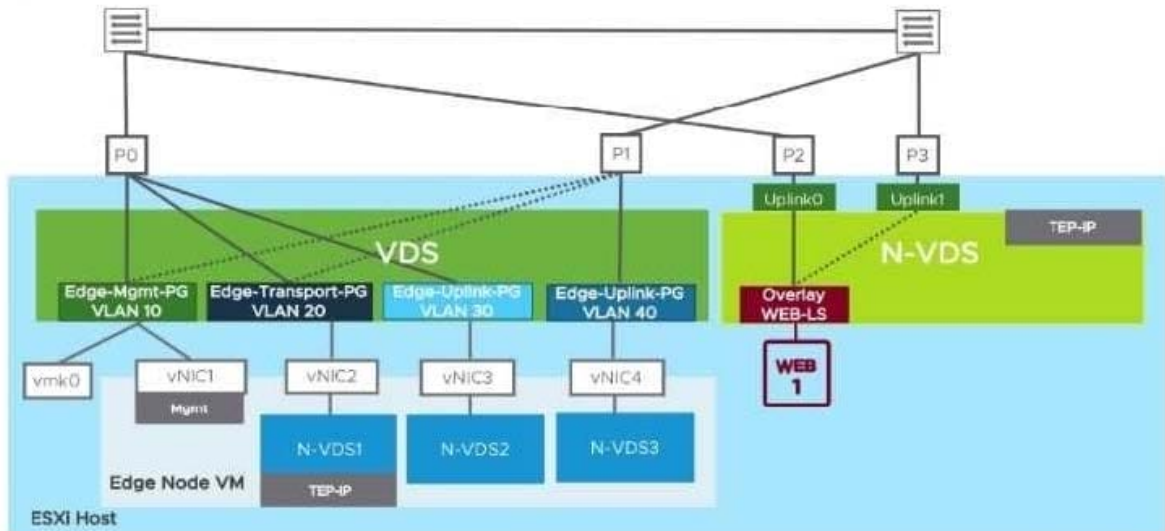 P0
P1
P2
P3
Uplink0
Uplink1
VDS
N-VDS
TEP-IP
Edge-Mgmt-PG
VLAN 10
Edge-Transport-PG
VLAN 20
Edge-Uplink-PG
VLAN 30
Edge-Uplink-PG
VLAN 40
Overlay
WEB-LS
vmk0
vNIC1
Mgmt
vNIC2
vNIC3
vNIC4
WEB
1
N-VDS1
TEP-IP
N-VDS2
N-VDS3
Edge Node VM
ESXi Host